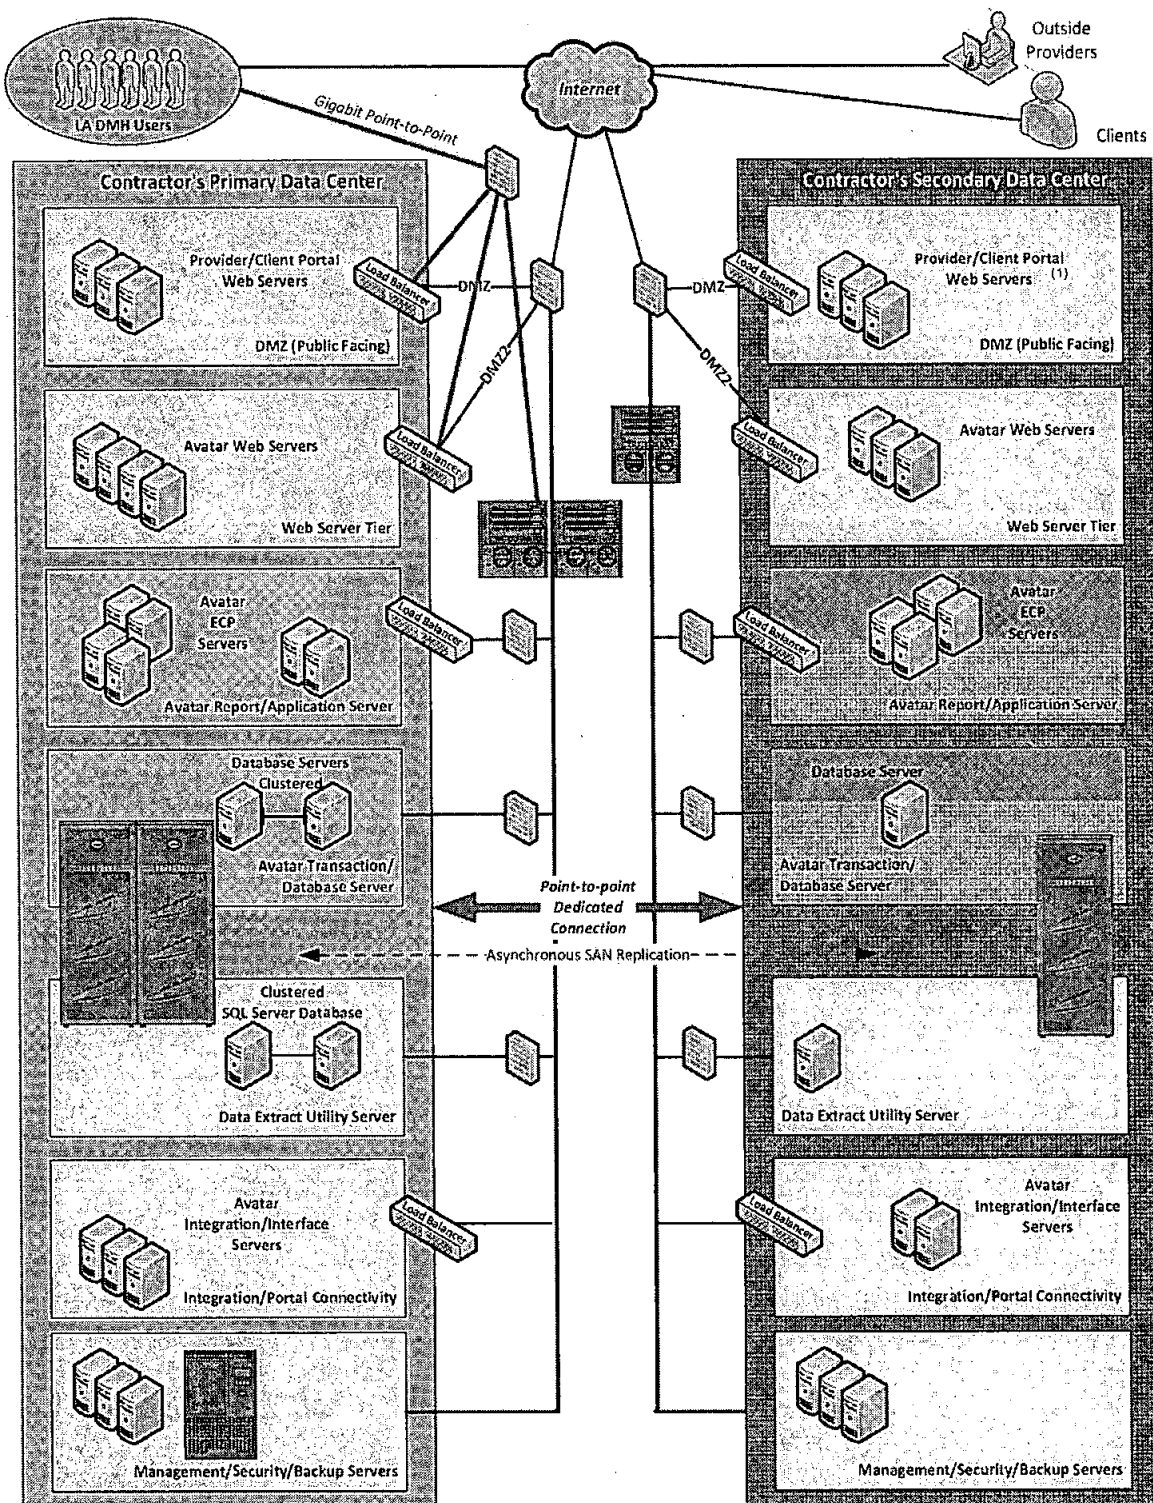 Outside
Providers
Internet
LA DMH Users
Gigabit Point-to-Point
Clients
Contractor's Primary Data Center
Provider/Client Portal
Web Servers
Load Balancer
DMZ (Public Facing)
DMZ
DMZ2
Avatar Web Servers
Load Balancer
Web Server Tier
Avatar
ECP
Servers
Load Balancer
Avatar Report/Application Server
Database Servers
Clustered
Avatar Transaction/
Database Server
Point-to-point
Dedicated
Connection
Asynchronous SAN Replication
Clustered
SQL Server Database
Data Extract Utility Server
Avatar
Integration/Interface
Servers
Load Balancer
Integration/Portal Connectivity
Management/Security/Backup Servers
Contractor's Secondary Data Center
DMZ
Load Balancer
Provider/Client Portal
Web Servers (1)
DMZ (Public Facing)
DMZ2
Load Balancer
Avatar Web Servers
Web Server Tier
Load Balancer
Avatar
ECP
Servers
Avatar Report/Application Server
Database Server
Avatar Transaction/
Database Server
Data Extract Utility Server
Load Balancer
Avatar
Integration/Interface
Servers
Integration/Portal Connectivity
Management/Security/Backup Servers